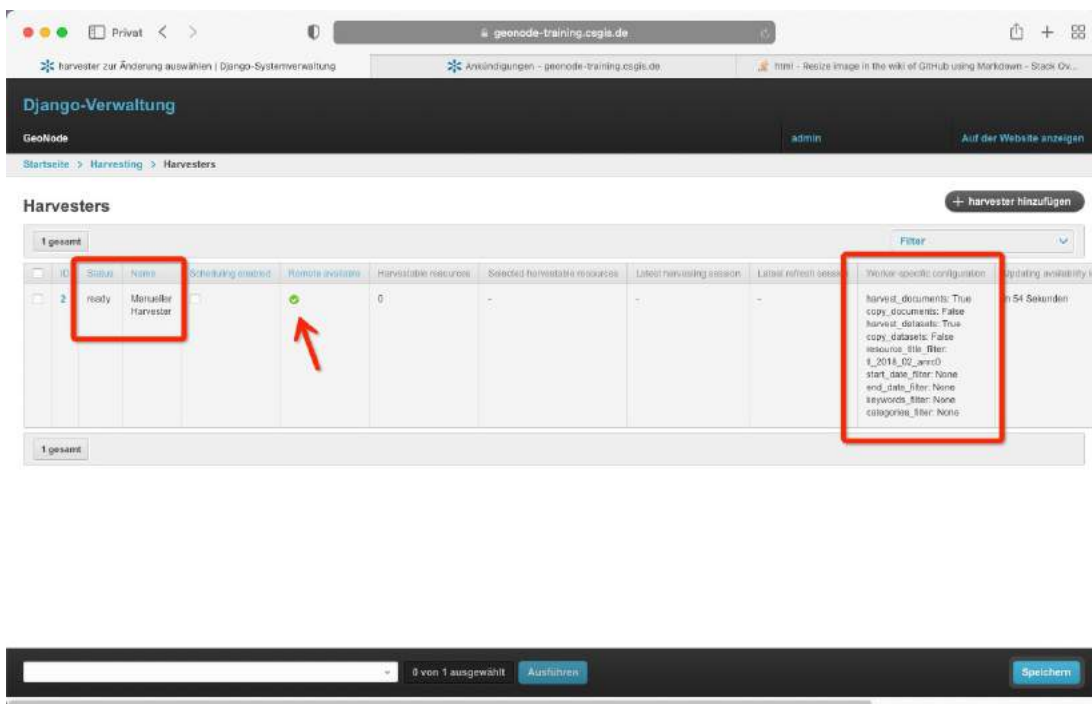 Privat
geonode-training.csgis.de
harvester zur Änderung auswählen | Django-Systemverwaltung
Ankündigungen - geonode-training.csgis.de
html - Resize image in the wiki of GitHub using Markdown - Stack Ov...
Django-Verwaltung
GeoNode
admin
Auf der Website anzeigen
Startseite > Harvesting > Harvesters
Harvesters
+ harvester hinzufügen
1 gesamt
Filter
ID Status Name Scheduling enabled Remote available Harvestable resources Selected harvestable resources Latest harvesting session Latest refresh session Worker-specific configuration Updating availability
2 ready Manueller 0 - - - harvest_documents: True n 54 Sekunden
Harvester copy_documents: False
harvest_datasets: True
copy_datasets: False
resource_title_filter:
start_date_filter: None
end_date_filter: None
keywords_filter: None
categories_filter: None
1 gesamt
0 von 1 ausgewählt
Ausführen
Speichern